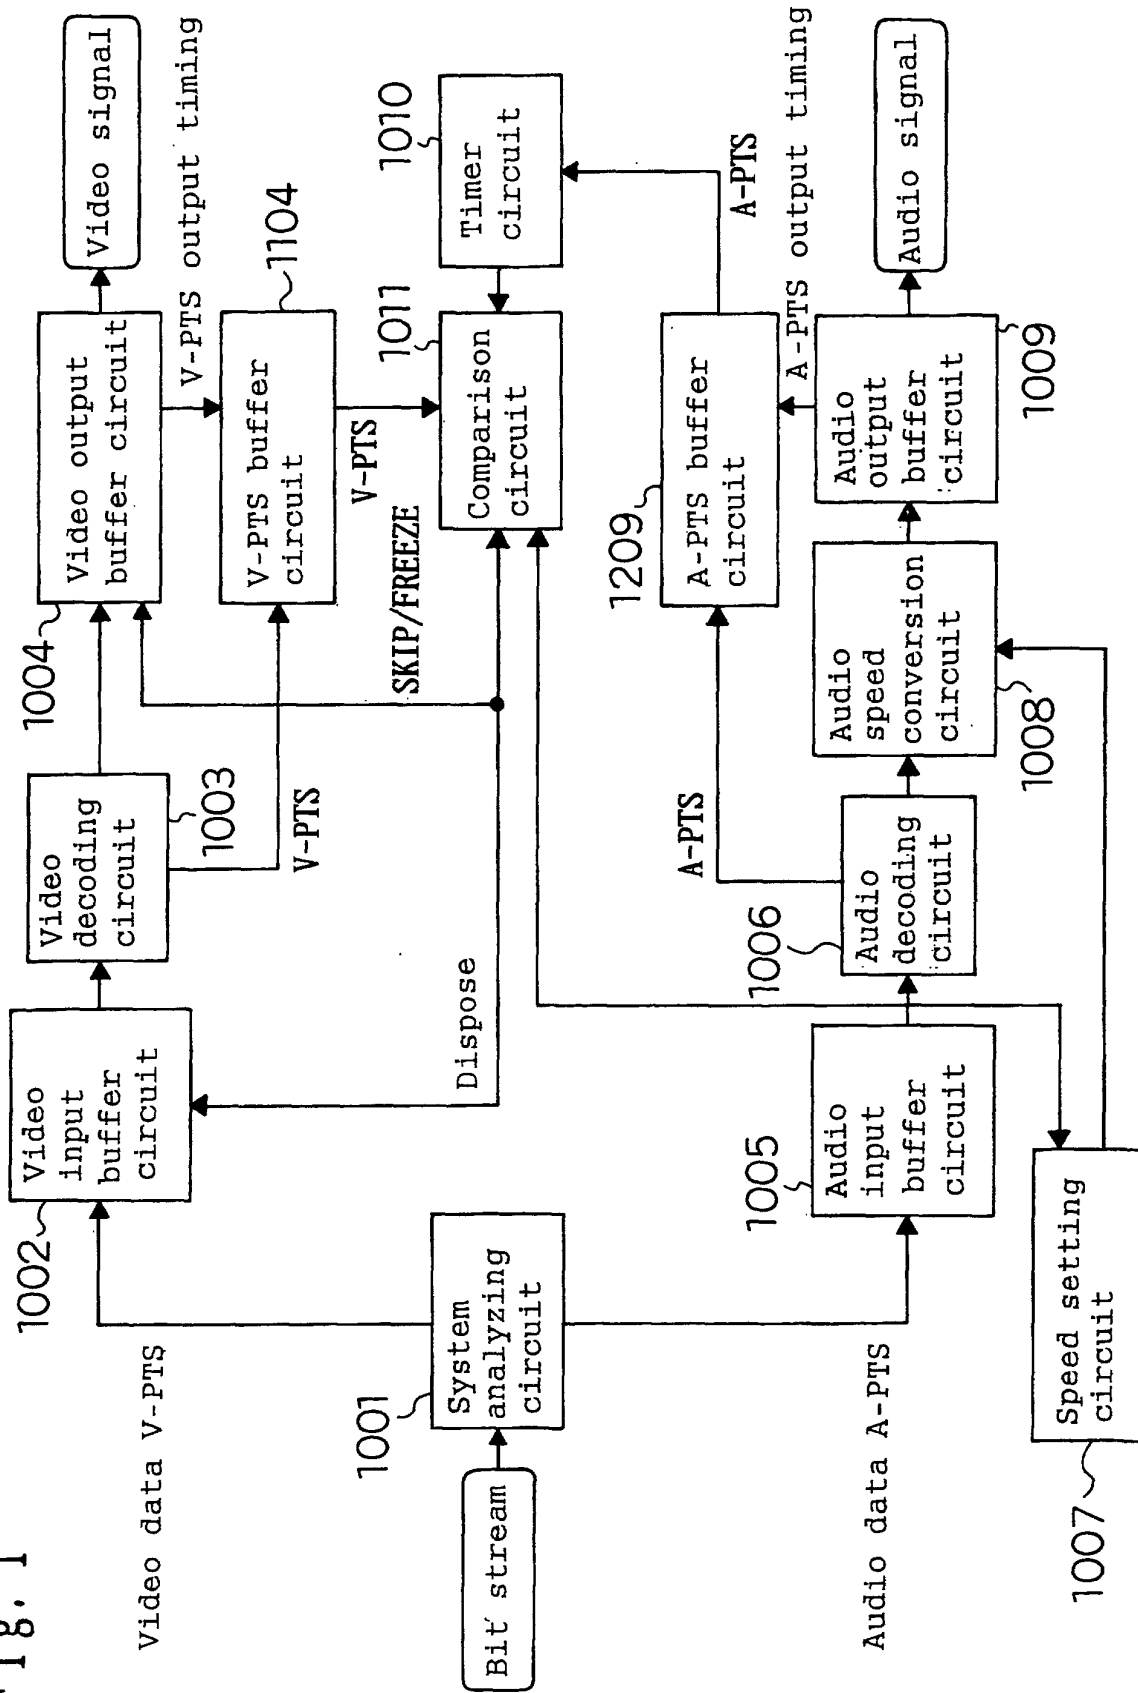 Fig. 1
Bit stream
1001
System
analyzing
circuit
Video data V-PTS
Audio data A-PTS
1002
Video
input
buffer
circuit
Dispose
1003
Video
decoding
circuit
V-PTS
1004
Video output
buffer circuit
Video signal
V-PTS output timing
1104
V-PTS buffer
circuit
V-PTS
SKIP/FREEZE
1011
Comparison
circuit
1010
Timer
circuit
A-PTS
1209
A-PTS buffer
circuit
A-PTS
A-PTS output timing
1005
Audio
input
buffer
circuit
1006
Audio
decoding
circuit
1008
Audio
speed
conversion
circuit
1009
Audio
output
buffer
circuit
Audio signal
1007
Speed setting
circuit